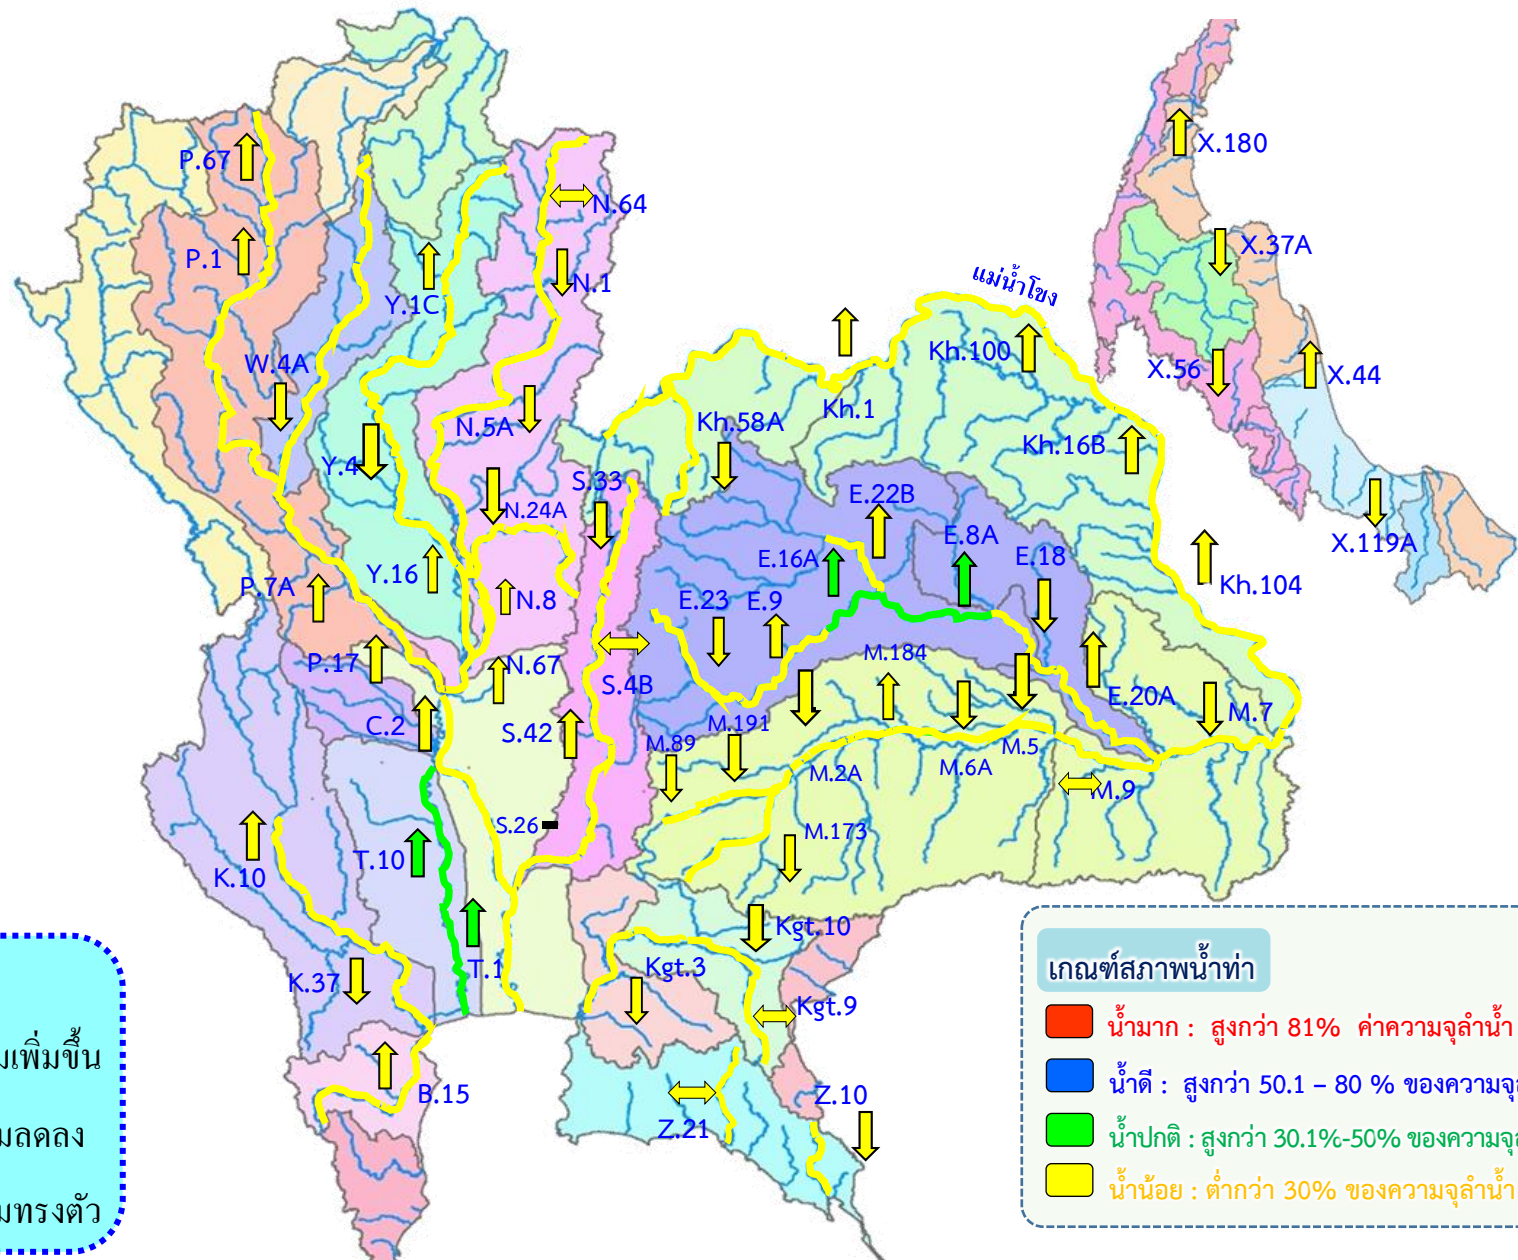 P.67
P.1
W.4A
Y.1C
N.64
N.1
N.5A
Y.4
N.24A
S.33
P.7A
Y.16
N.8
P.17
N.67
C.2
S.42
S.4B
S.26
K.10
T.10
K.37
T.1
B.15
แม่น้ำโขง
Kh.58A
Kh.1
Kh.100
Kh.16B
Kh.104
E.22B
E.16A
E.8A
E.18
E.23
E.9
E.20A
M.184
M.7
M.191
M.89
M.2A
M.6A
M.5
M.9
M.173
Kgt.10
Kgt.3
Kgt.9
Z.10
Z.21
X.180
X.37A
X.56
X.44
X.119A
มเพิ่มขึ้น
มลดลง
มทรงตัว
เกณฑ์สภาพน้ำท่า
น้ำมาก : สูงกว่า 81% ค่าความจุลำน้ำ
น้ำดี : สูงกว่า 50.1 – 80 % ของความจุ
น้ำปกติ : สูงกว่า 30.1%-50% ของความจุ
น้ำน้อย : ต่ำกว่า 30% ของความจุลำน้ำ